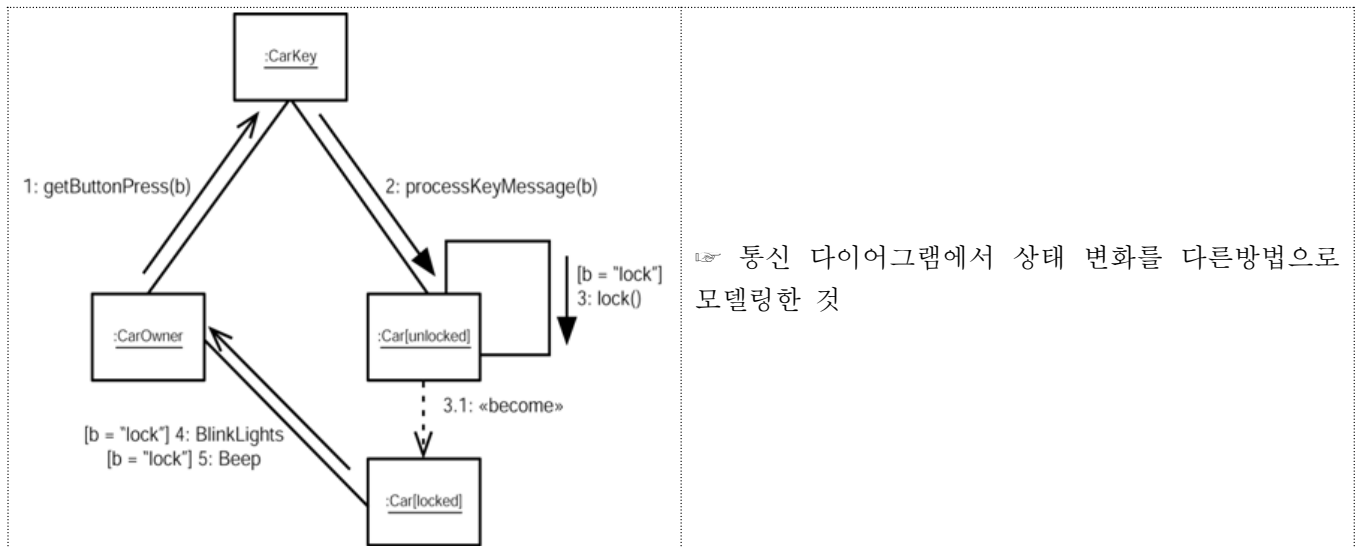 :CarKey
1: getButtonPress(b)
2: processKeyMessage(b)
[b = "lock"]
3: lock()
:CarOwner
:Car[unlocked]
3.1: «become»
[b = "lock"] 4: BlinkLights
[b = "lock"] 5: Beep
:Car[locked]
☞ 통신 다이어그램에서 상태 변화를 다른방법으로
모델링한 것